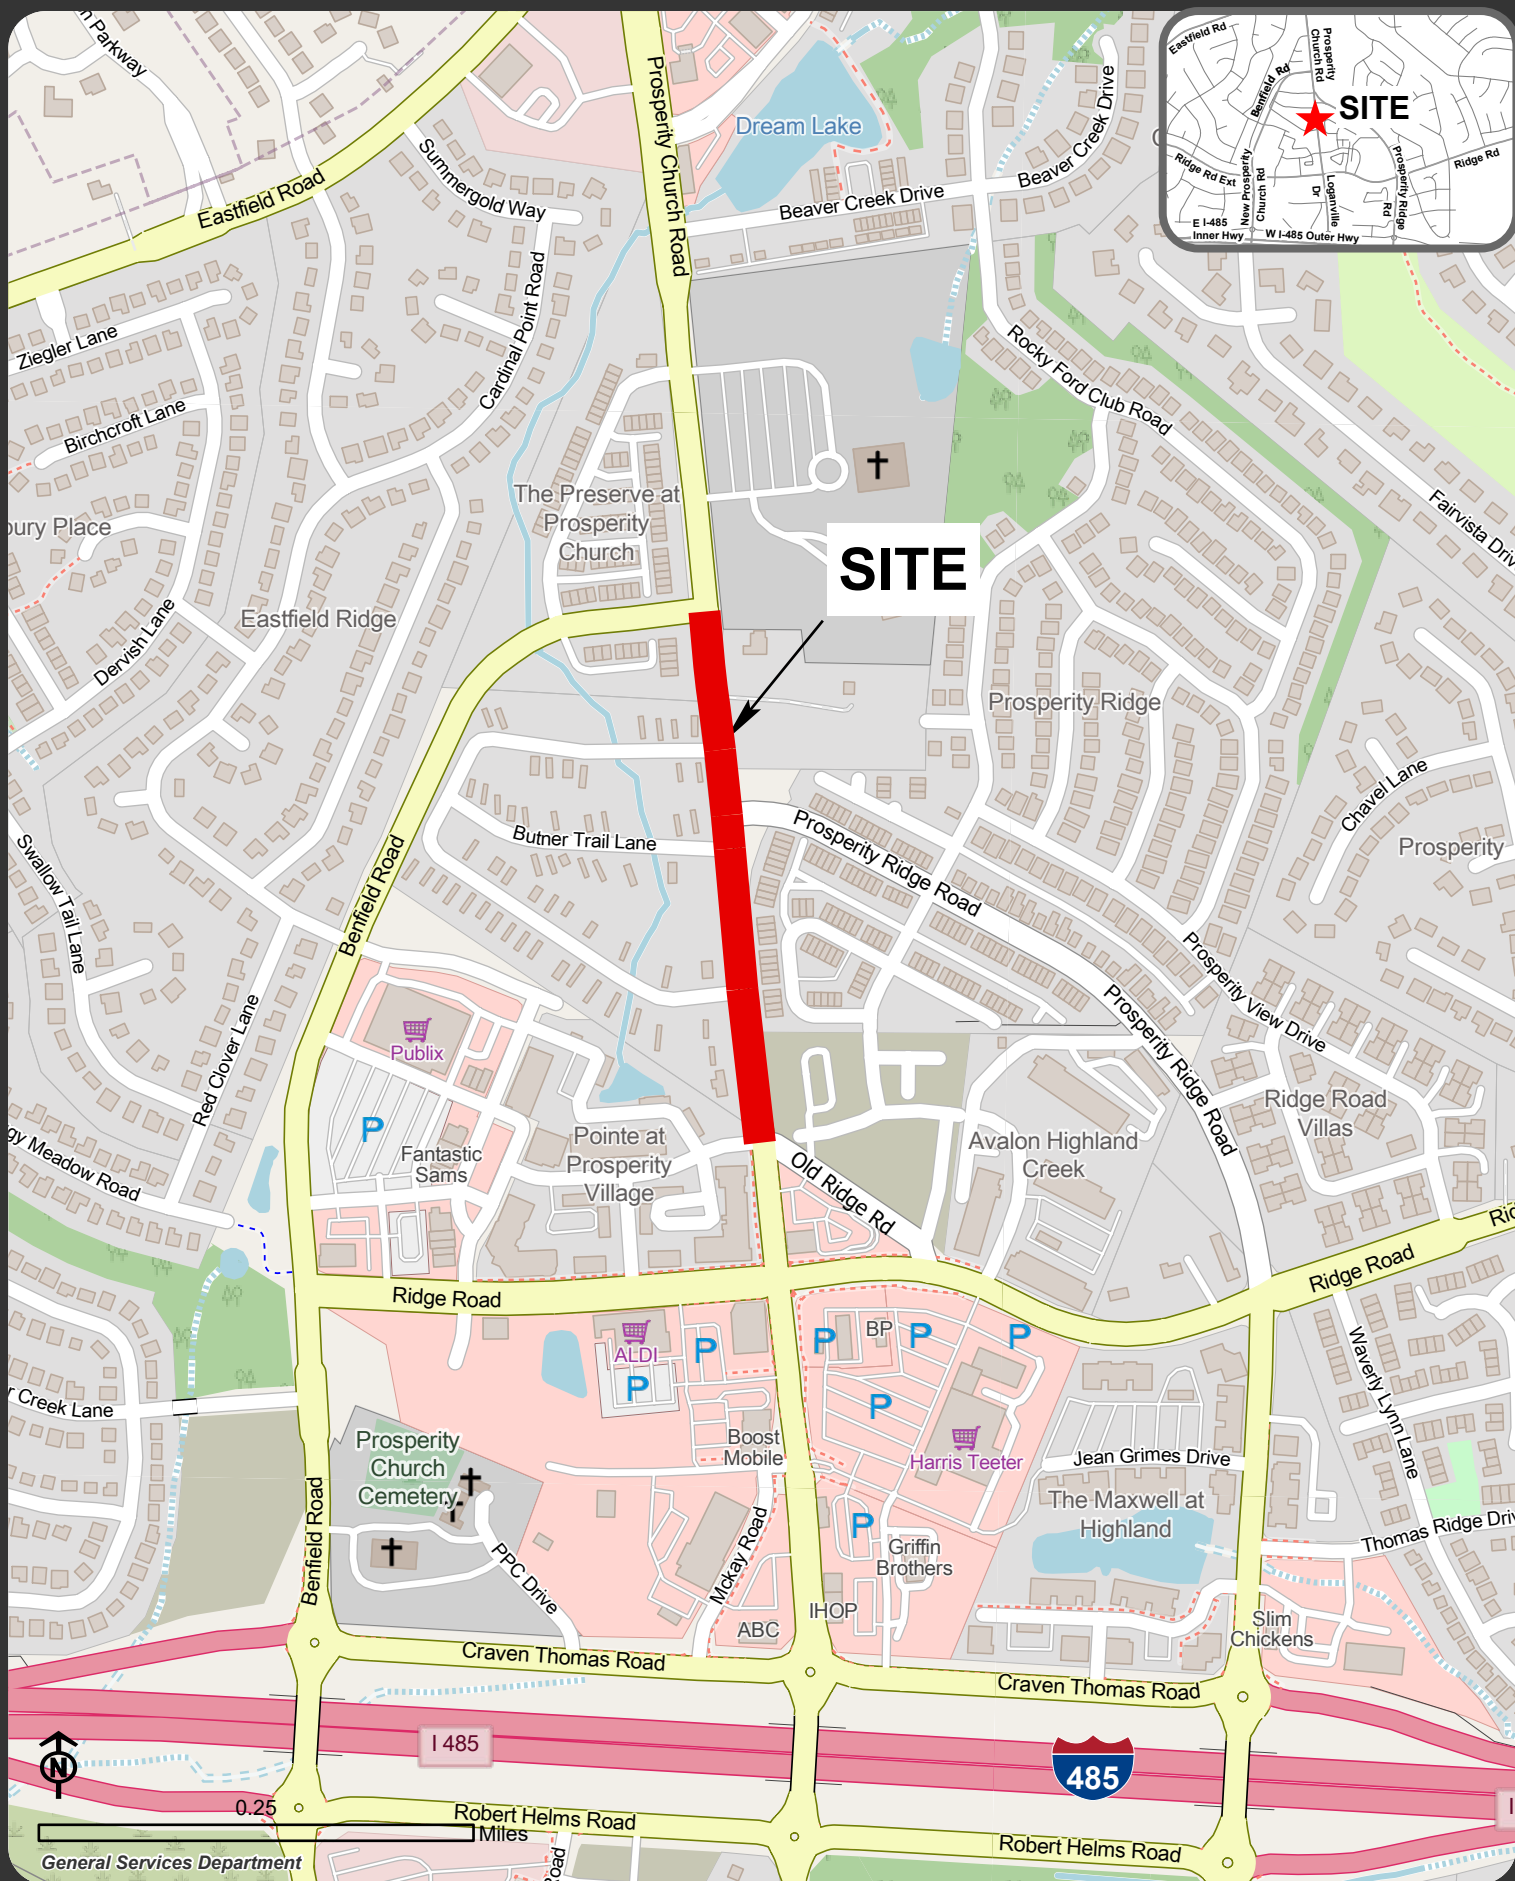 Parkway
Eastfield Road
Summergold Way
Prosperity Church Road
Dream Lake
Beaver Creek Drive
Beaver Creek Drive
Eastfield Rd
Prosperity
Church Rd
Benfield Rd
SITE
Ridge Rd Ext
New Prosperity
Church Rd
Dr
Loganville
Rd
Prosperity Ridge
Ridge Rd
E I-485
Inner Hwy
W I-485 Outer Hwy
Ziegler Lane
Cardinal Point Road
Birchcroft Lane
Rocky Ford Club Road
Fairvista Driv
The Preserve at
Prosperity
Church
bury Place
SITE
Eastfield Ridge
Dervish Lane
Prosperity Ridge
Chavel Lane
Prosperity
Swallow Tail Lane
Benfield Road
Butner Trail Lane
Prosperity Ridge Road
Prosperity View Drive
Prosperity Ridge Road
Red Clover Lane
Publix
P
Fantastic
Sams
Pointe at
Prosperity
Village
Old Ridge Rd
Avalon Highland
Creek
Ridge Road
Villas
gy Meadow Road
Ridge Road
Ridge Road
Ric
ALDI
P
P
P
BP
P
P
P
Waverly Lynn Lane
r Creek Lane
Prosperity
Church
Cemetery
Boost
Mobile
Harris Teeter
Jean Grimes Drive
The Maxwell at
Highland
Thomas Ridge Driv
Benfield Road
PPC Drive
Mckay Road
P
Griffin
Brothers
IHOP
ABC
Slim
Chickens
Craven Thomas Road
Craven Thomas Road
I 485
485
I
N
0.25
Miles
Robert Helms Road
Robert Helms Road
General Services Department
Road